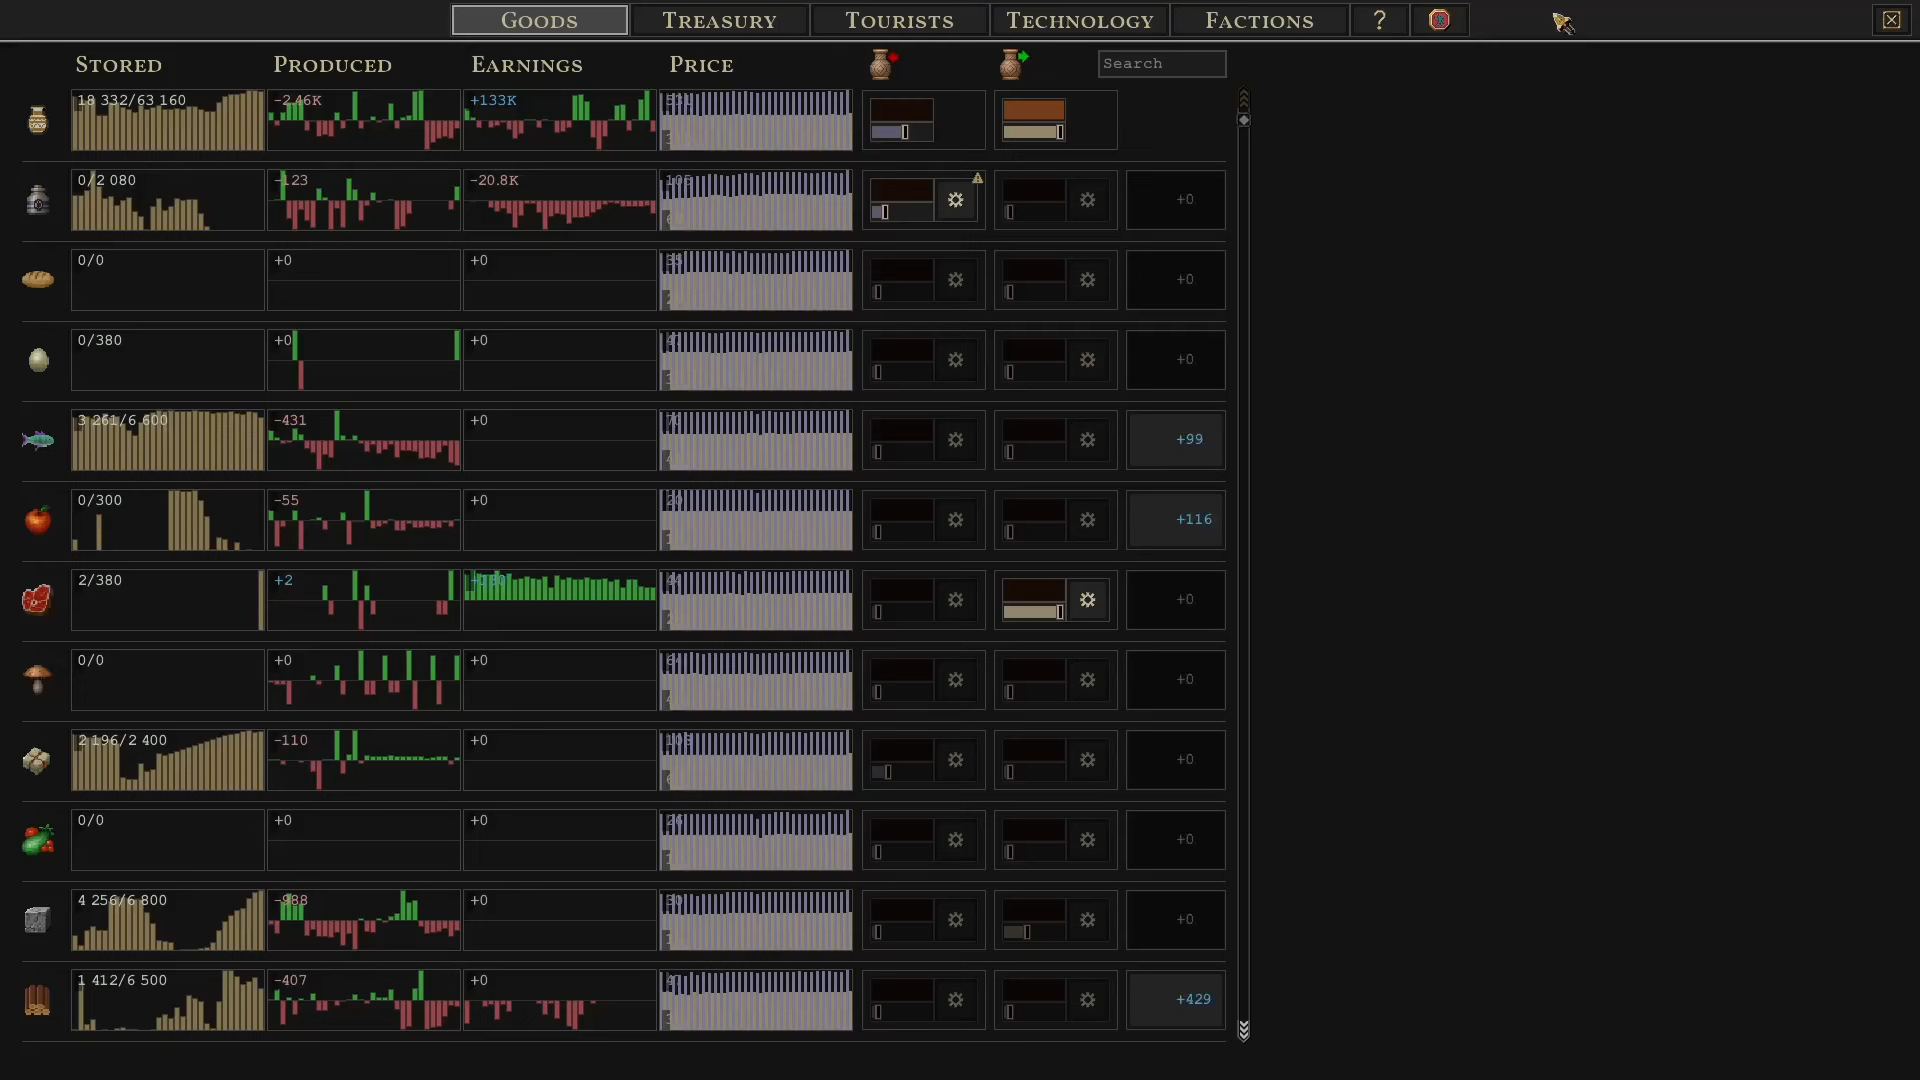 GOODS TREASURY TOURISTS TECHNOLOGY FACTIONS ?
STORED PRODUCED EARNINGS PRICE Search
18 332/63 160 -2.46K +133K
0/2 080 -123 -20.8K +0
0/0 +0 +0 +0
0/380 +0 +0 +0
3 261/6 600 -431 +0 +99
0/300 -55 +0 +116
2/380 +2 +0
0/0 +0 +0 +0
2 196/2 400 -110 +0 +0
0/0 +0 +0 +0
4 256/6 800 -988 +0 +0
1 412/6 500 -407 +0 +429